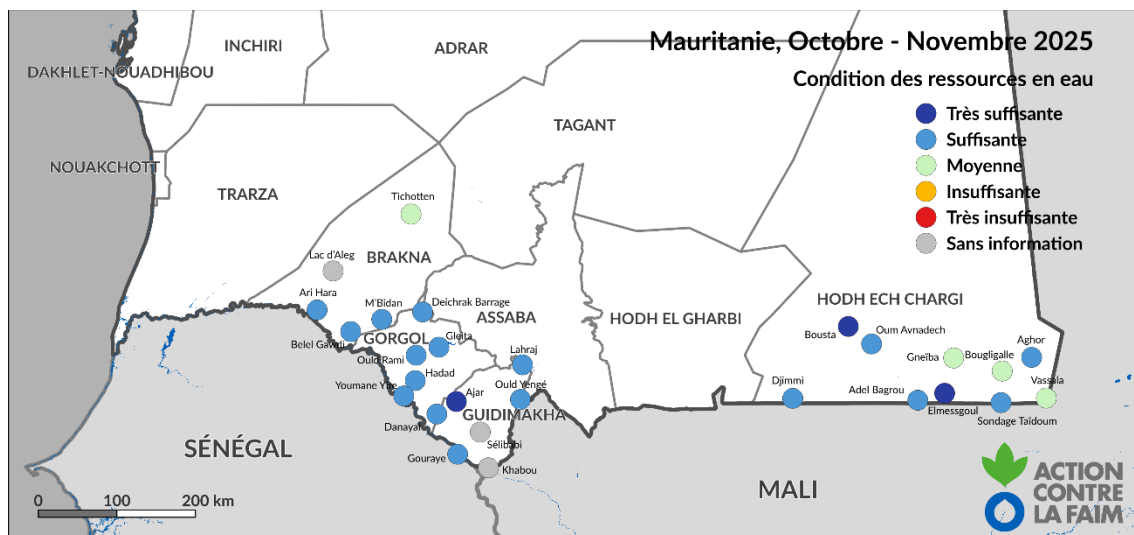 Mauritanie, Octobre - Novembre 2025
Condition des ressources en eau
Très suffisante
Suffisante
Moyenne
Insuffisante
Très insuffisante
Sans information
INCHIRI
ADRAR
DAKHLET-NOUADHIBOU
TAGANT
NOUAKCHOTT
TRARZA
Tichotten
Lac d'Aleg
BRAKNA
Ari Hara
M'Bidan
Deichrak Barrage
ASSABA
HODH EL GHARBI
HODH ECH CHARGI
Bousta
Oum Avnadech
Belel Gawdi
GORGOL
Gleita
Ould Rami
Lahraj
Gneïba
Bougligalle
Aghor
Hadad
Youmane Yire
Ajar
Ould Yengé
Djimmi
Adel Bagrou
Vassala
Elmessgoul
Sondage Taïdoum
Danayal
GUIDIMAKHA
Sélibabi
Gouraye
Khabou
SÉNÉGAL
MALI
0 100 200 km
ACTION
CONTRE
LA FAIM